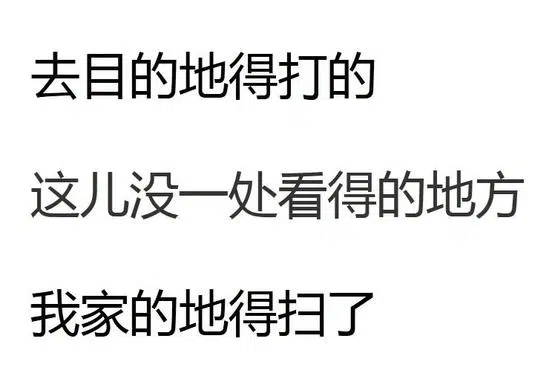 去目的地得打的
这儿没一处看得的地方
我家的地得扫了